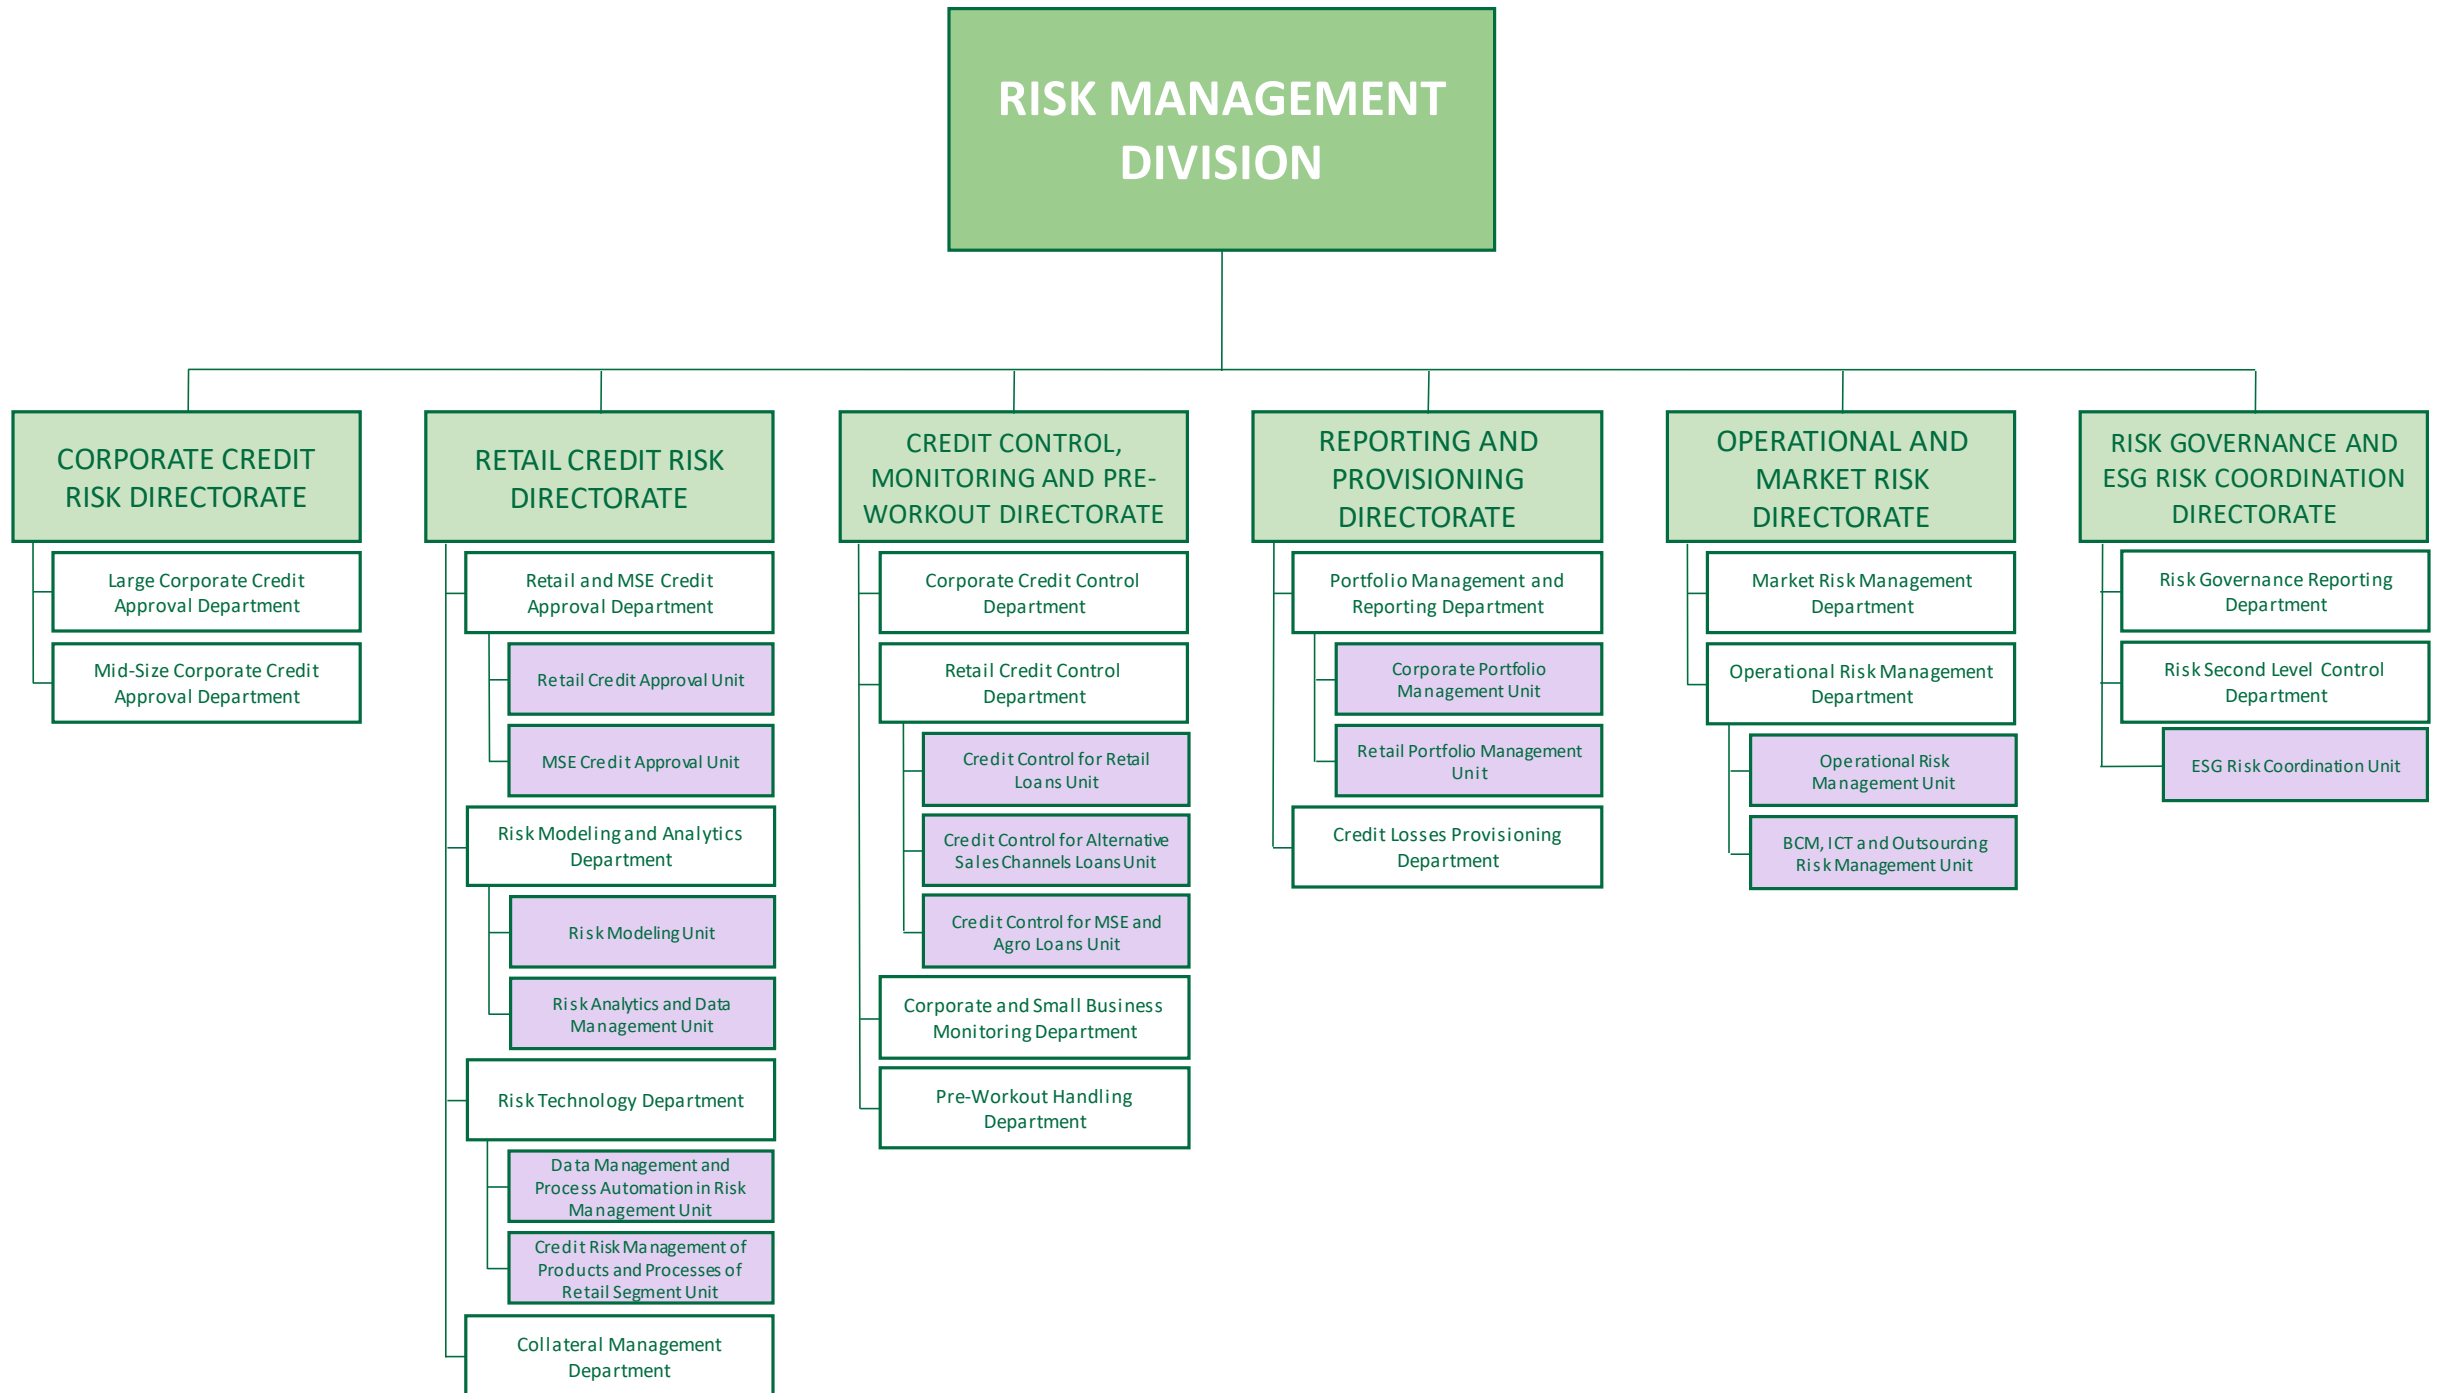 RISK MANAGEMENT
DIVISION
CORPORATE CREDIT
RISK DIRECTORATE
Large Corporate Credit
Approval Department
Mid-Size Corporate Credit
Approval Department
RETAIL CREDIT RISK
DIRECTORATE
Retail and MSE Credit
Approval Department
Retail Credit Approval Unit
MSE Credit Approval Unit
Risk Modeling and Analytics
Department
Risk Modeling Unit
Risk Analytics and Data
Management Unit
Risk Technology Department
Data Management and
Process Automation in Risk
Management Unit
Credit Risk Management of
Products and Processes of
Retail Segment Unit
Collateral Management
Department
CREDIT CONTROL,
MONITORING AND PRE-
WORKOUT DIRECTORATE
Corporate Credit Control
Department
Retail Credit Control
Department
Credit Control for Retail
Loans Unit
Credit Control for Alternative
Sales Channels Loans Unit
Credit Control for MSE and
Agro Loans Unit
Corporate and Small Business
Monitoring Department
Pre-Workout Handling
Department
REPORTING AND
PROVISIONING
DIRECTORATE
Portfolio Management and
Reporting Department
Corporate Portfolio
Management Unit
Retail Portfolio Management
Unit
Credit Losses Provisioning
Department
OPERATIONAL AND
MARKET RISK
DIRECTORATE
Market Risk Management
Department
Operational Risk Management
Department
Operational Risk
Management Unit
BCM, ICT and Outsourcing
Risk Management Unit
RISK GOVERNANCE AND
ESG RISK COORDINATION
DIRECTORATE
Risk Governance Reporting
Department
Risk Second Level Control
Department
ESG Risk Coordination Unit